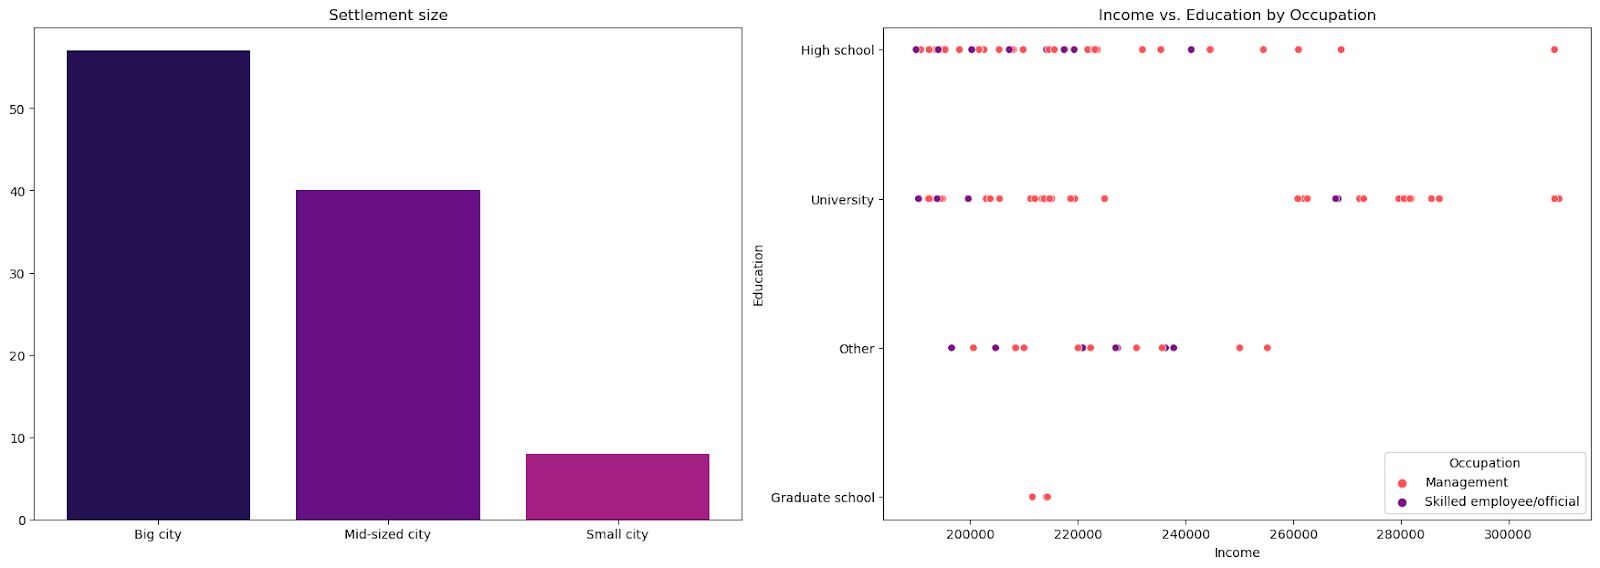 Settlement size
50
40
30
20
10
0
Big city
Mid-sized city
Small city
Income vs. Education by Occupation
Education
High school
University
Other
Graduate school
Occupation
Management
Skilled employee/official
200000
220000
240000
260000
280000
300000
Income